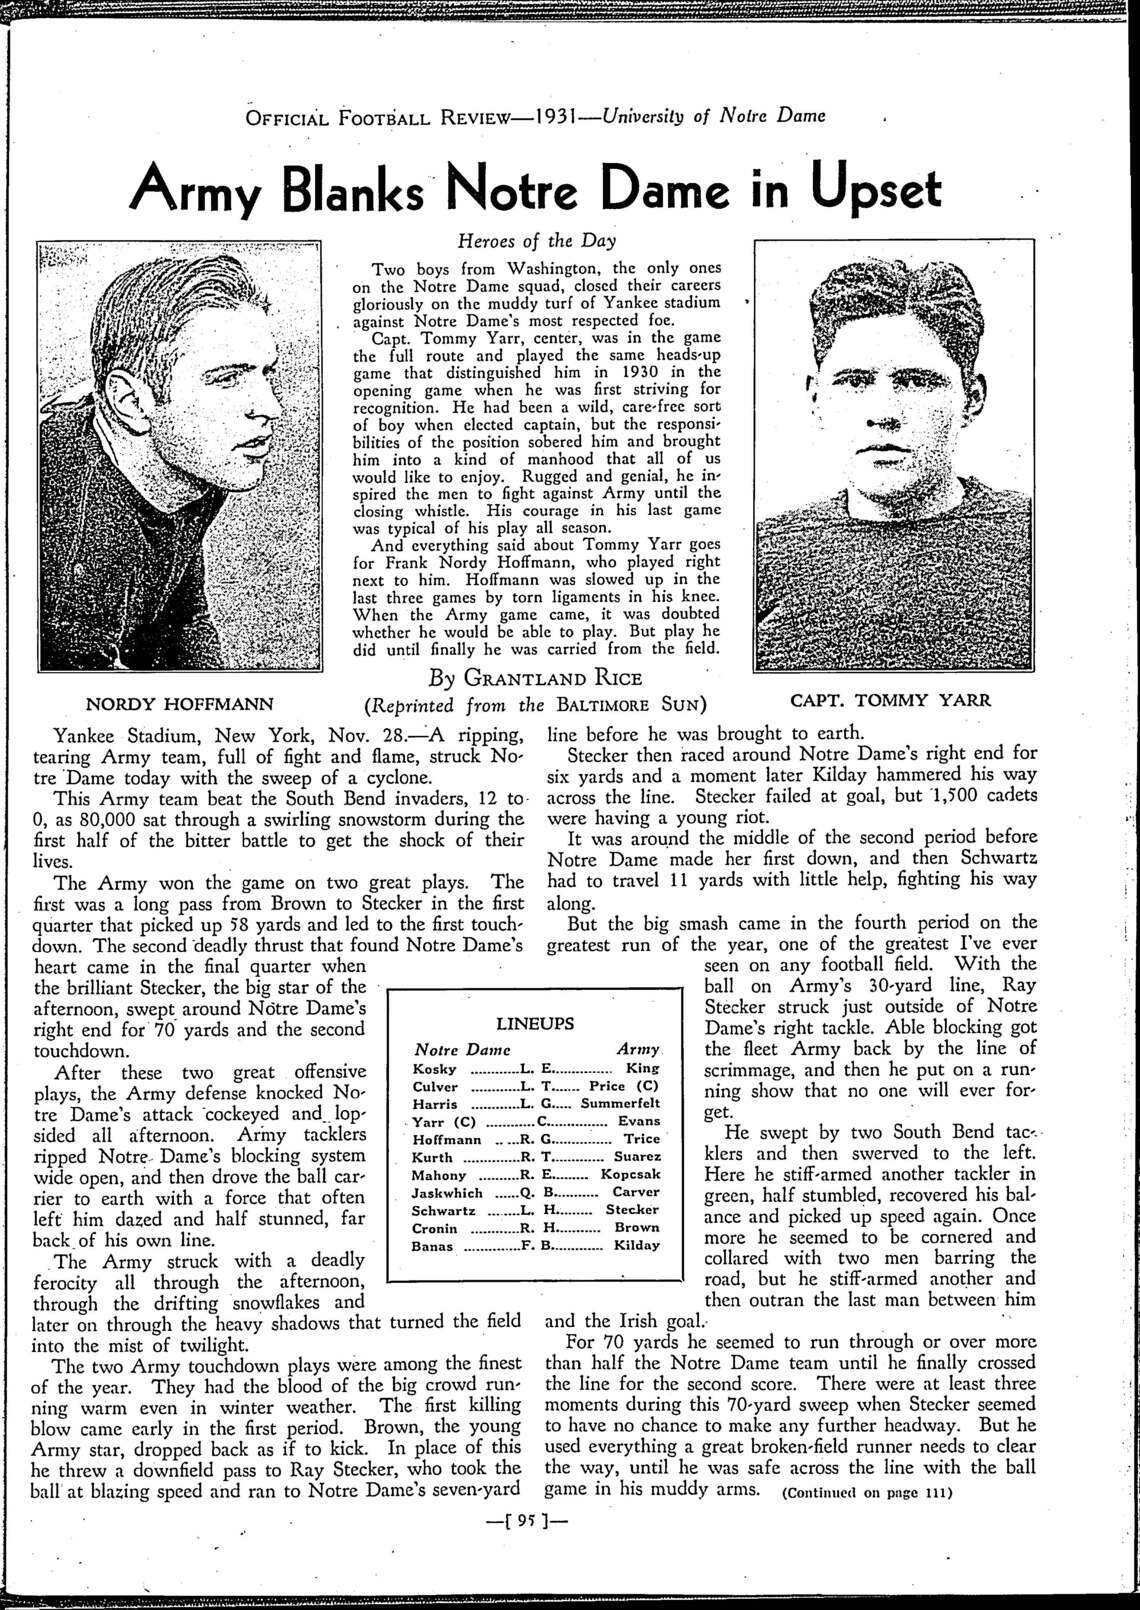 OFFICIAL FOOTBALL REVIEW—1931—University of Notre Dame
Army Blanks Notre Dame in Upset
Heroes of the Day
Two boys from Washington, the only ones
on the Notre Dame squad, closed their careers
gloriously on the muddy turf of Yankee stadium
against Notre Dame's most respected foe.
Capt. Tommy Yarr, center, was in the game
the full route and played the same heads-up
game that distinguished him in 1930 in the
opening game when he was first striving for
recognition. He had been a wild, care-free sort
of boy when elected captain, but the responsi-
bilities of the position sobered him and brought
him into a kind of manhood that all of us
would like to enjoy. Rugged and genial, he in-
spired the men to fight against Army until the
closing whistle. His courage in his last game
was typical of his play all season.
And everything said about Tommy Yarr goes
for Frank Nordy Hoffmann, who played right
next to him. Hoffmann was slowed up in the
last three games by torn ligaments in his knee.
When the Army game came, it was doubted
whether he would be able to play. But play he
did until finally he was carried from the field.
NORDY HOFFMANN
CAPT. TOMMY YARR
By GRANTLAND RICE
(Reprinted from the BALTIMORE SUN)
Yankee Stadium, New York, Nov. 28.—A ripping,
tearing Army team, full of fight and flame, struck No-
tre Dame today with the sweep of a cyclone.
This Army team beat the South Bend invaders, 12 to
0, as 80,000 sat through a swirling snowstorm during the
first half of the bitter battle to get the shock of their
lives.
The Army won the game on two great plays. The
first was a long pass from Brown to Stecker in the first
quarter that picked up 58 yards and led to the first touch-
down. The second deadly thrust that found Notre Dame's
heart came in the final quarter when
the brilliant Stecker, the big star of the
afternoon, swept around Notre Dame's
right end for 70 yards and the second
touchdown.
After these two great offensive
plays, the Army defense knocked No-
tre Dame's attack cockeyed and lop-
sided all afternoon. Army tacklers
ripped Notre Dame's blocking system
wide open, and then drove the ball car-
rier to earth with a force that often
left him dazed and half stunned, far
back of his own line.
The Army struck with a deadly
ferocity all through the afternoon,
through the drifting snowflakes and
later on through the heavy shadows that turned the field
into the mist of twilight.
The two Army touchdown plays were among the finest
of the year. They had the blood of the big crowd run-
ning warm even in winter weather. The first killing
blow came early in the first period. Brown, the young
Army star, dropped back as if to kick. In place of this
he threw a downfield pass to Ray Stecker, who took the
ball at blazing speed and ran to Notre Dame's seven-yard
LINEUPS
Notre Dame Army
Kosky ............L. E.............. King
Culver ............L. T....... Price (C)
Harris ............L. G..... Summerfelt
Yarr (C) ............C............... Evans
Hoffmann .. ...R. G............... Trice
Kurth ..............R. T............. Suarez
Mahony ..........R. E......... Kopcsak
Jaskwhich ......Q. B........... Carver
Schwartz ........L. H......... Stecker
Cronin ............R. H........... Brown
Banas ..............F. B............. Kilday
line before he was brought to earth.
Stecker then raced around Notre Dame's right end for
six yards and a moment later Kilday hammered his way
across the line. Stecker failed at goal, but 1,500 cadets
were having a young riot.
It was around the middle of the second period before
Notre Dame made her first down, and then Schwartz
had to travel 11 yards with little help, fighting his way
along.
But the big smash came in the fourth period on the
greatest run of the year, one of the greatest I've ever
seen on any football field. With the
ball on Army's 30-yard line, Ray
Stecker struck just outside of Notre
Dame's right tackle. Able blocking got
the fleet Army back by the line of
scrimmage, and then he put on a run-
ning show that no one will ever for-
get.
He swept by two South Bend tac-
klers and then swerved to the left.
Here he stiff-armed another tackler in
green, half stumbled, recovered his bal-
ance and picked up speed again. Once
more he seemed to be cornered and
collared with two men barring the
road, but he stiff-armed another and
then outran the last man between him
and the Irish goal.
For 70 yards he seemed to run through or over more
than half the Notre Dame team until he finally crossed
the line for the second score. There were at least three
moments during this 70-yard sweep when Stecker seemed
to have no chance to make any further headway. But he
used everything a great broken-field runner needs to clear
the way, until he was safe across the line with the ball
game in his muddy arms. (Continued on page 111)
—[ 95 ]—